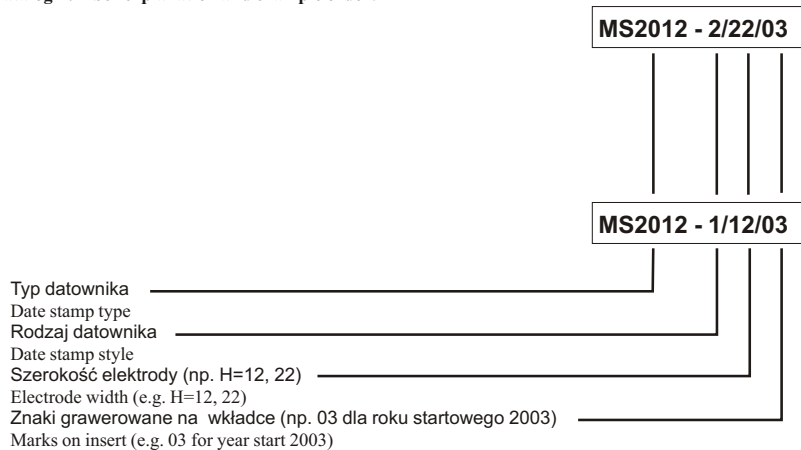 MS2012 - 2/22/03
MS2012 - 1/12/03
Typ datownika
Date stamp type
Rodzaj datownika
Date stamp style
Szerokość elektrody (np. H=12, 22)
Electrode width (e.g. H=12, 22)
Znaki grawerowane na wkładce (np. 03 dla roku startowego 2003)
Marks on insert (e.g. 03 for year start 2003)